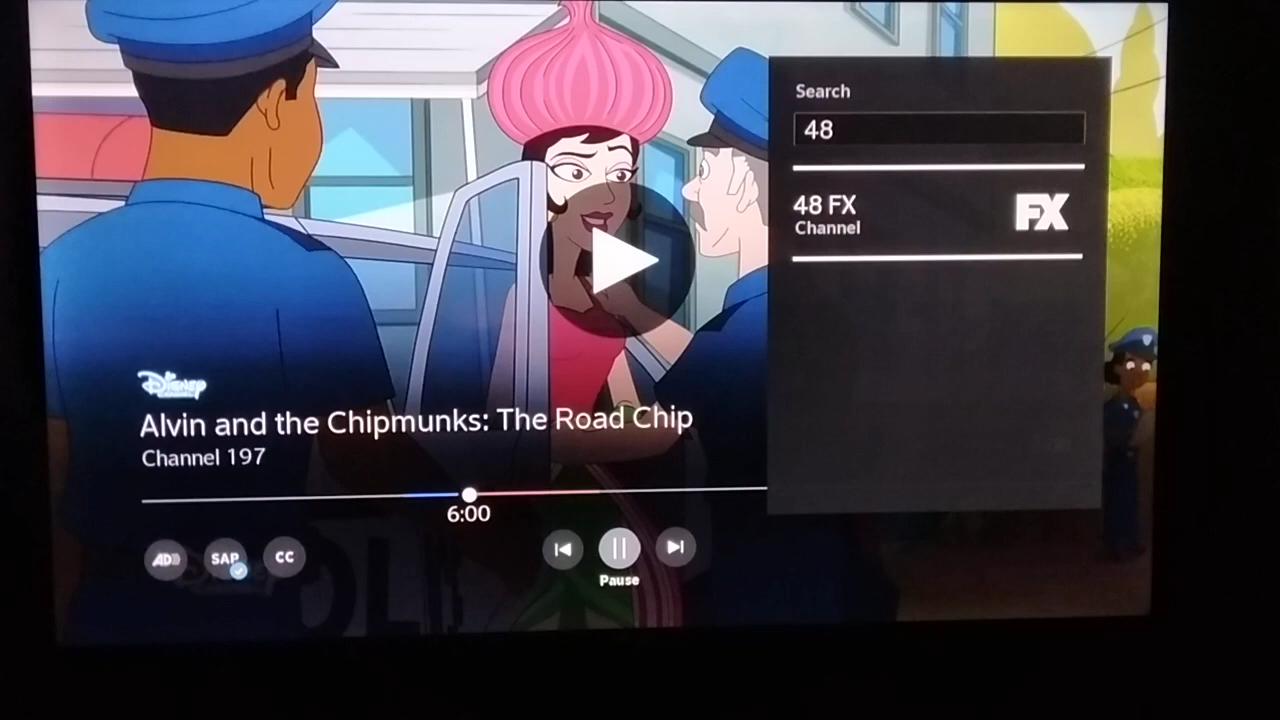 Search
48
48 FX
Channel
FX
Disney
CHANNEL
Alvin and the Chipmunks: The Road Chip
Channel 197
6:00
AD
SAP
CC
Pause